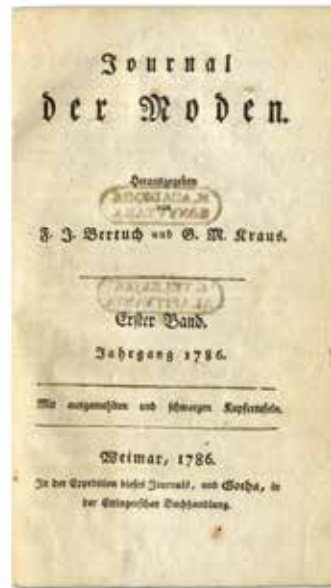 Journal
der Moden.
Herausgegeben
von
F. J. Bertuch und G. M. Kraus.
Erster Band.
Jahrgang 1786.
Mit ausgemahlten und schwarzen Kupfertafeln.
Weimar, 1786.
In der Expedition dieses Journals, und Gotha, in
der Ettingerschen Buchhandlung.